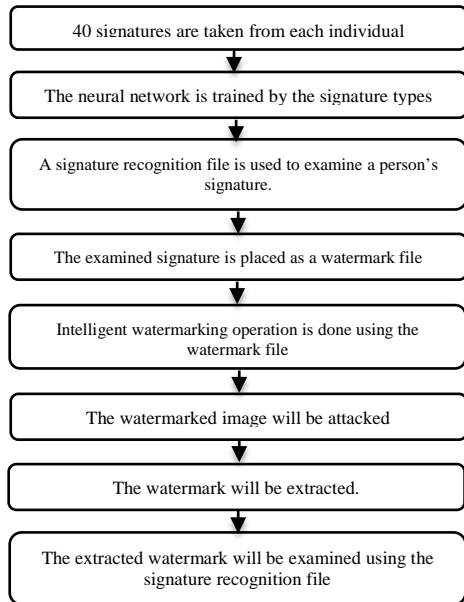 40 signatures are taken from each individual
The neural network is trained by the signature types
A signature recognition file is used to examine a person’s
signature.
The examined signature is placed as a watermark file
Intelligent watermarking operation is done using the
watermark file
The watermarked image will be attacked
The watermark will be extracted.
The extracted watermark will be examined using the
signature recognition file